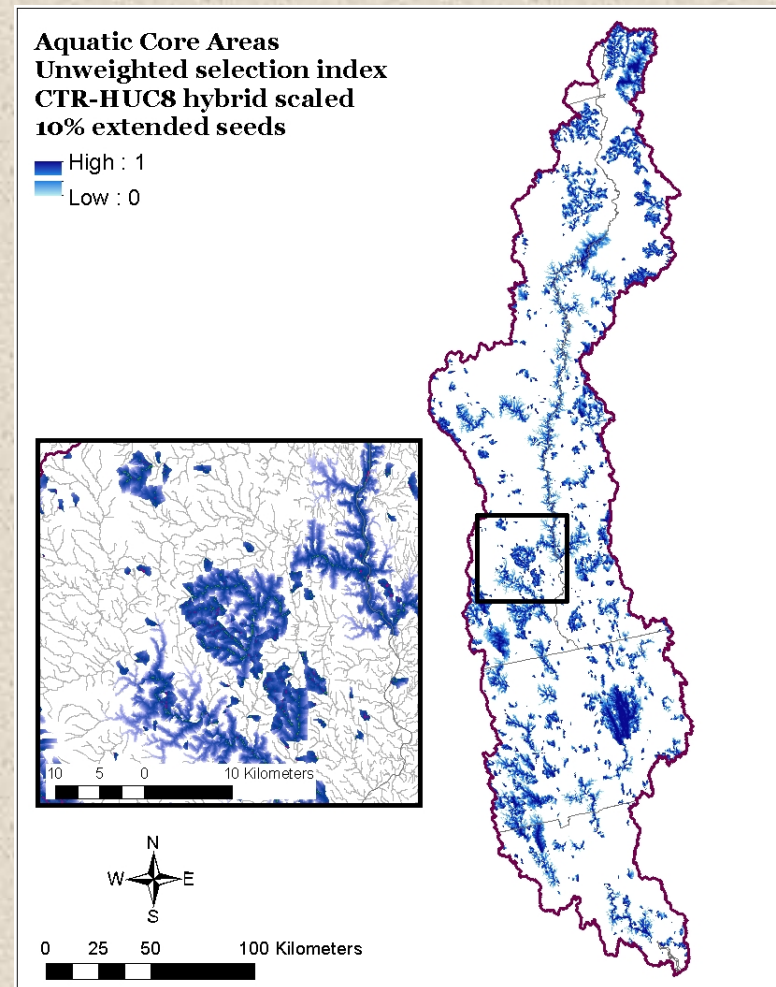 Aquatic Core Areas
Unweighted selection index
CTR-HUC8 hybrid scaled
10% extended seeds
High : 1
Low : 0
10 5 0 10 Kilometers
N
W E
S
0 25 50 100 Kilometers